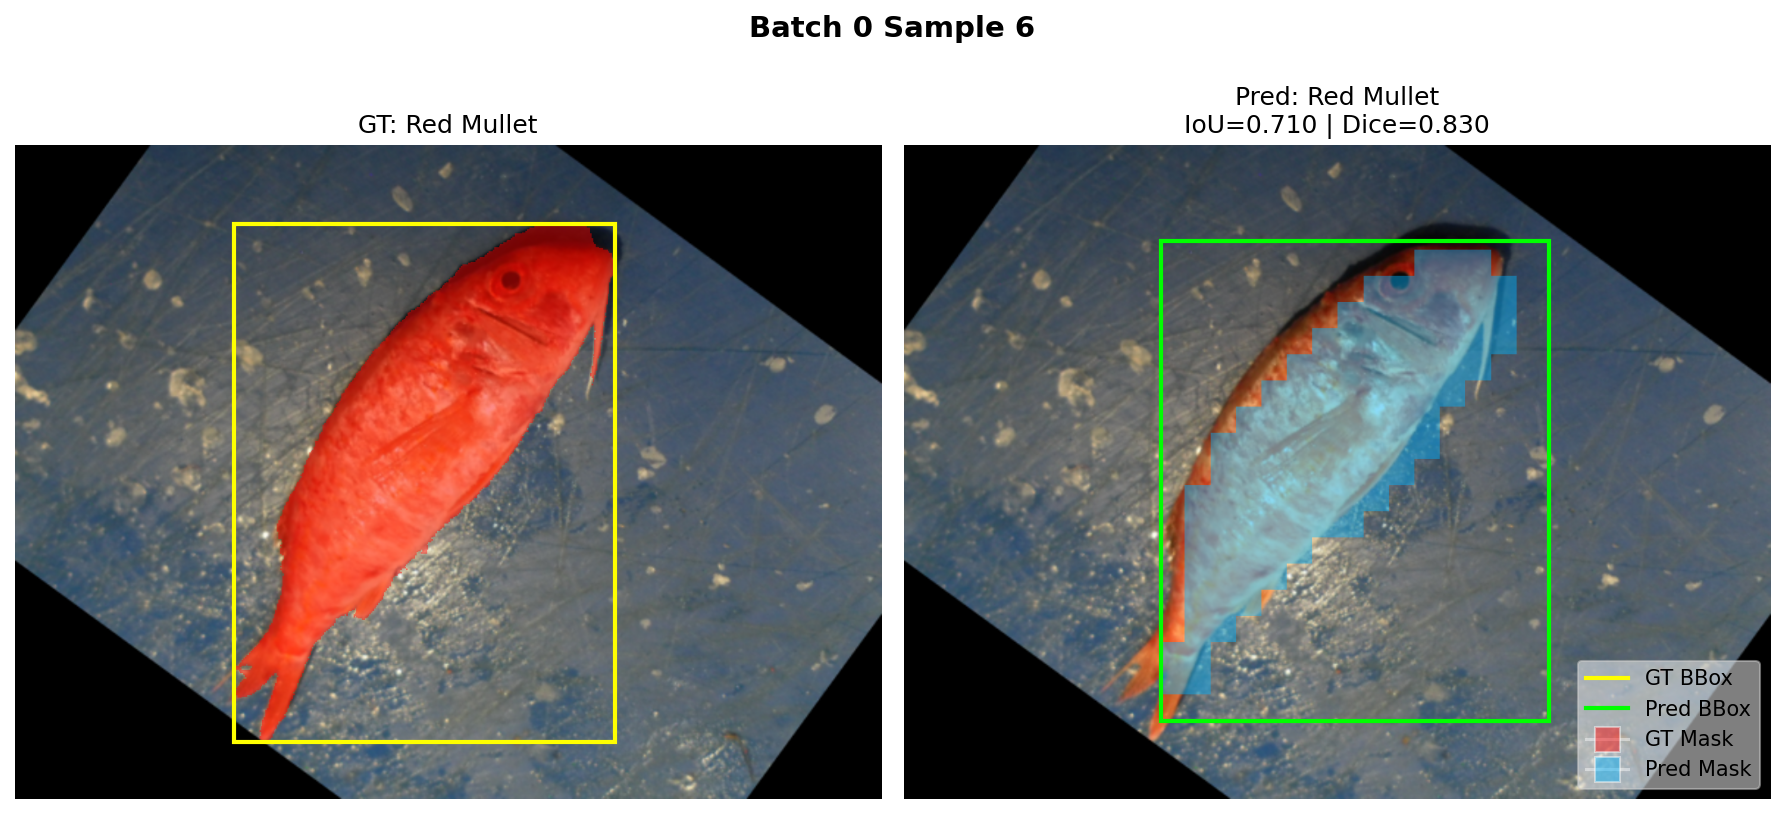 Batch 0 Sample 6
GT: Red Mullet
Pred: Red Mullet
IoU=0.710 | Dice=0.830
GT BBox
Pred BBox
GT Mask
Pred Mask